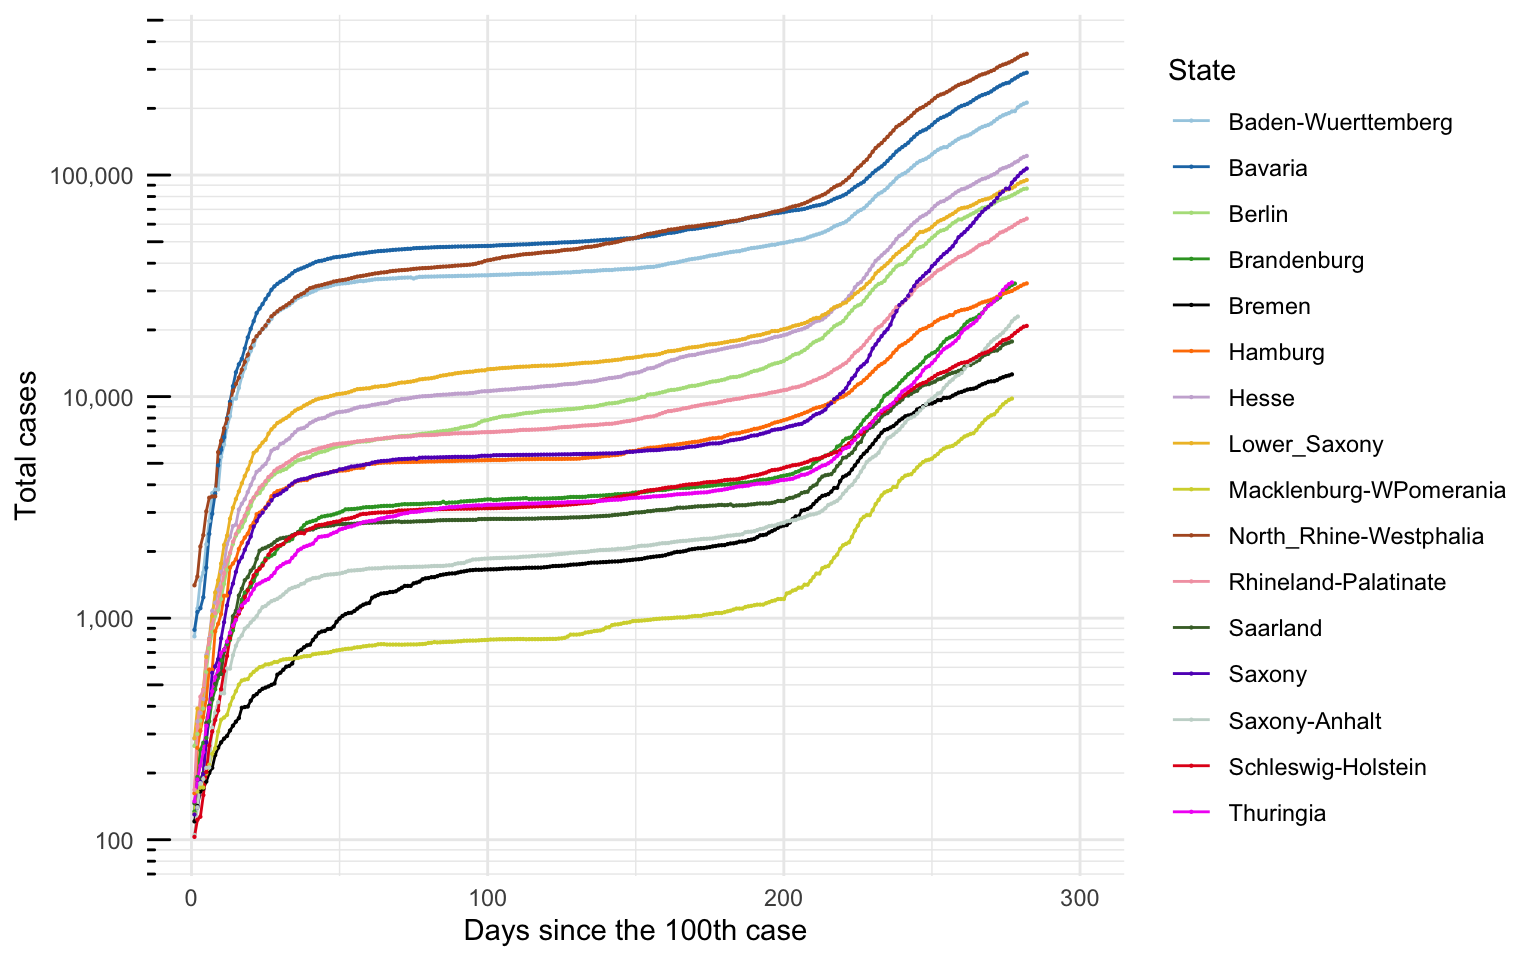 Total cases
100,000
10,000
1,000
100
0
100
200
300
Days since the 100th case
State
Baden-Wuerttemberg
Bavaria
Berlin
Brandenburg
Bremen
Hamburg
Hesse
Lower_Saxony
Macklenburg-WPomerania
North_Rhine-Westphalia
Rhineland-Palatinate
Saarland
Saxony
Saxony-Anhalt
Schleswig-Holstein
Thuringia